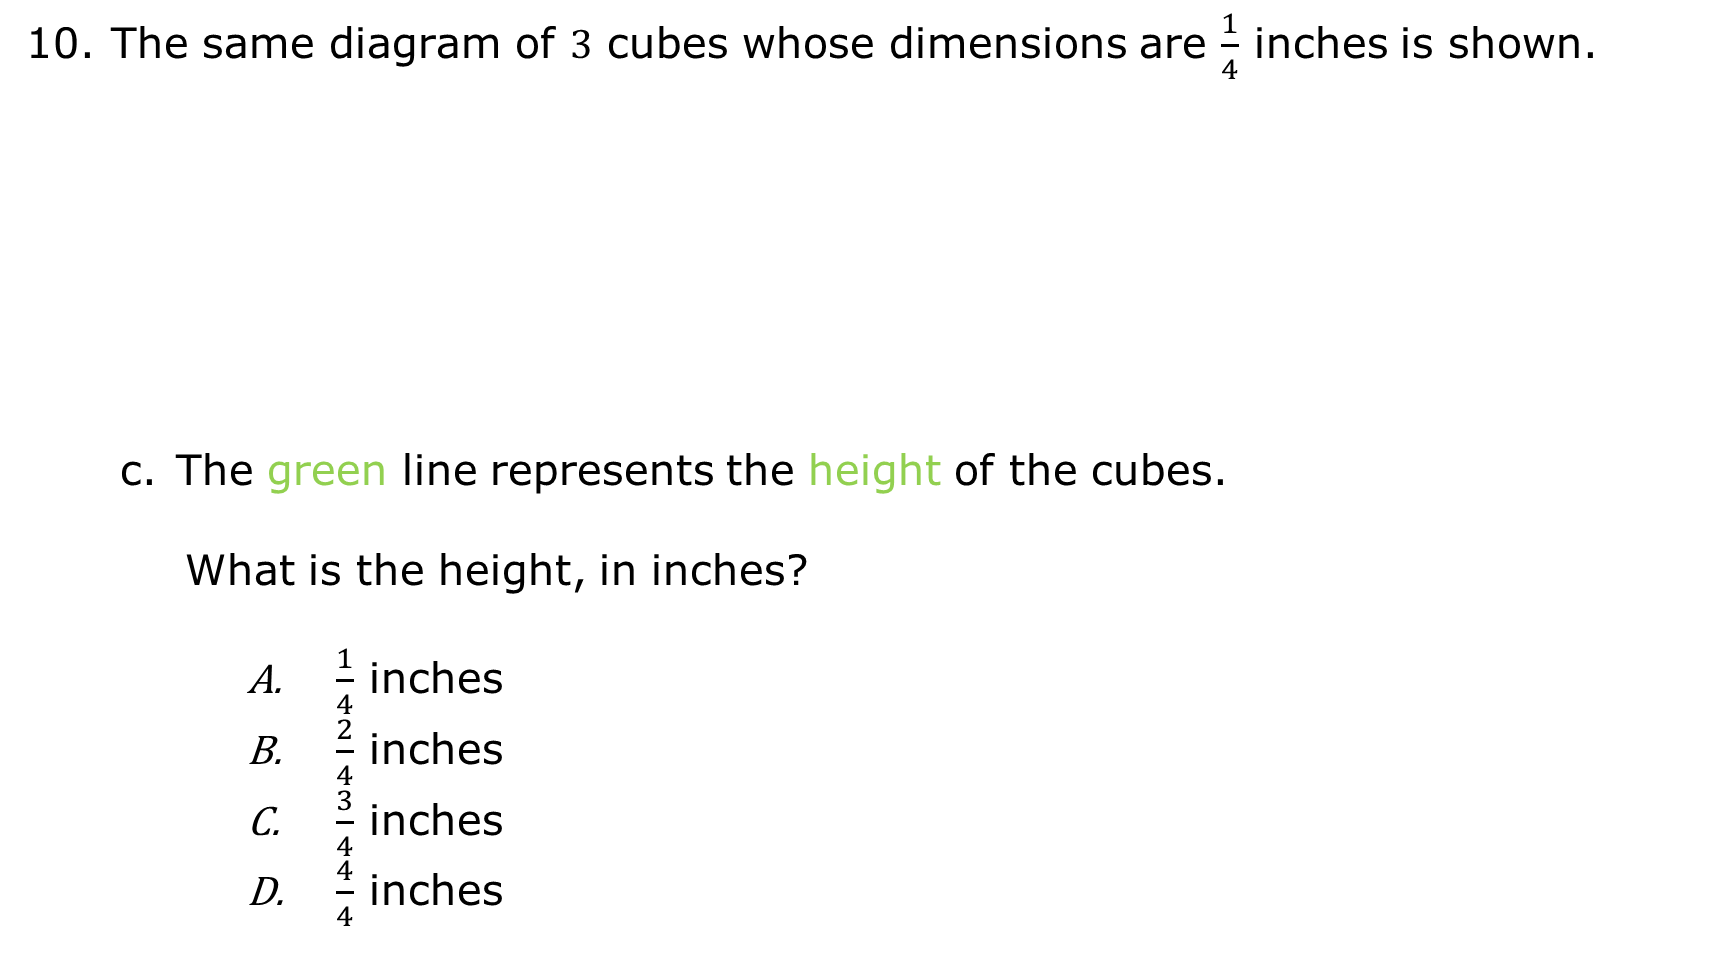 10. The same diagram of 3 cubes whose dimensions are 1/4 inches is shown.
c. The green line represents the height of the cubes.
What is the height, in inches?
A. 1/4 inches
B. 2/4 inches
C. 3/4 inches
D. 4/4 inches